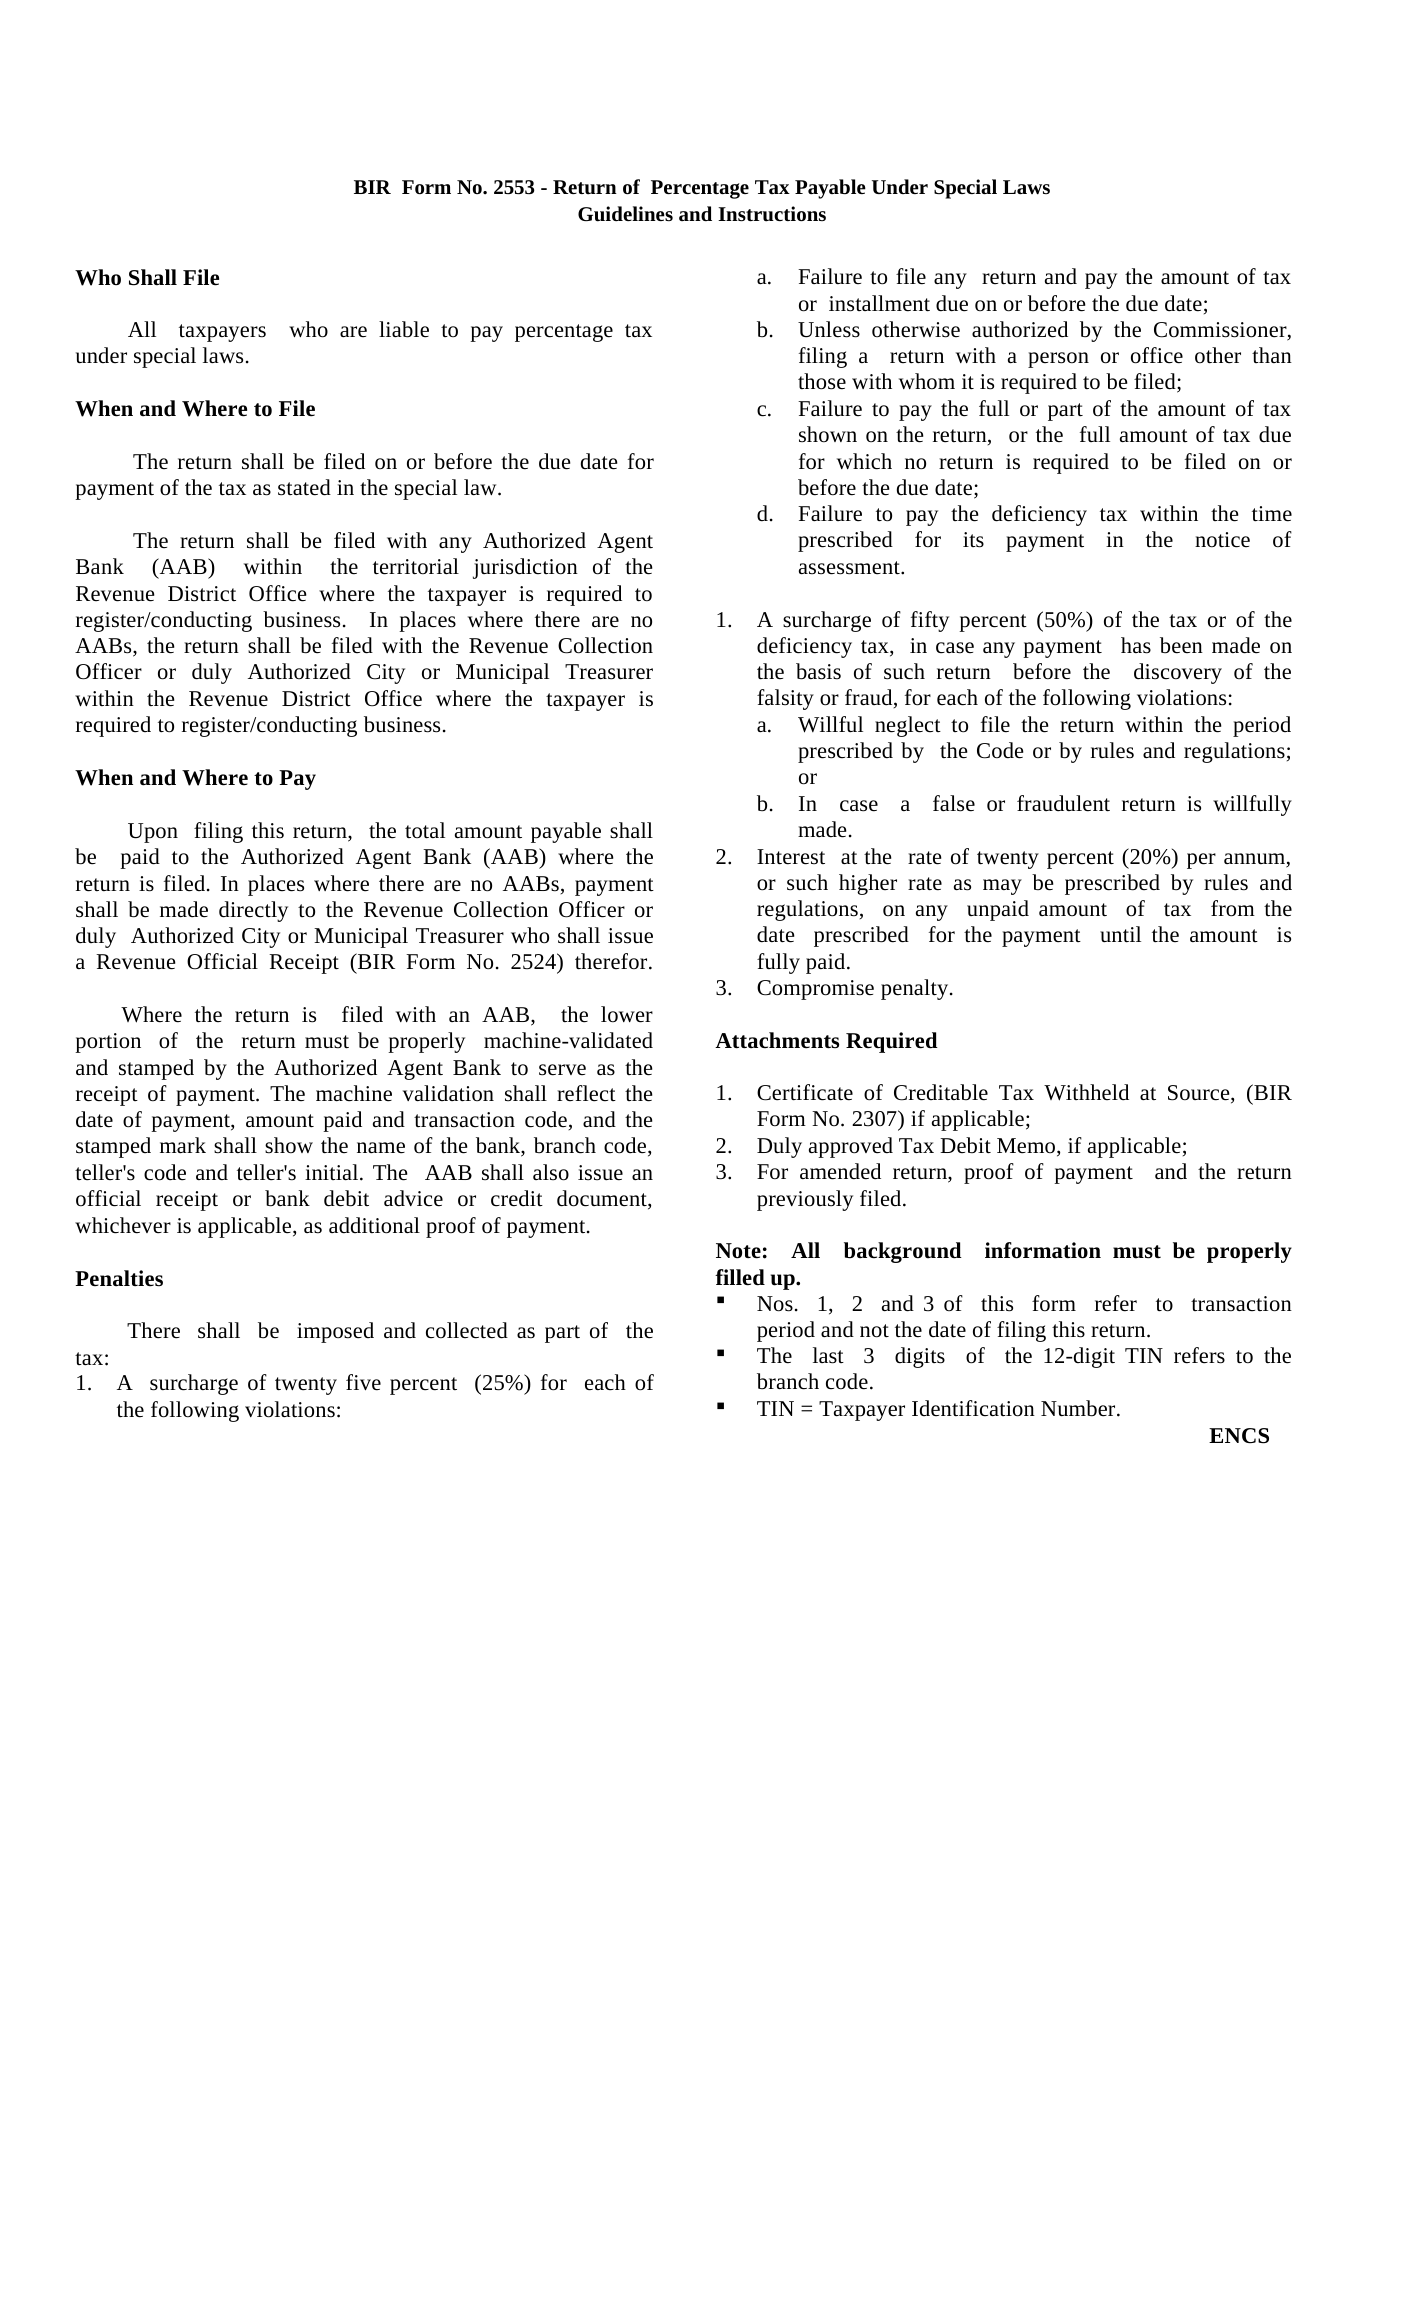 BIR Form No. 2553 - Return of Percentage Tax Payable Under Special Laws
Guidelines and Instructions
Who Shall File
All taxpayers who are liable to pay percentage tax
under special laws.
When and Where to File
The return shall be filed on or before the due date for
payment of the tax as stated in the special law.
The return shall be filed with any Authorized Agent
Bank (AAB) within the territorial jurisdiction of the
Revenue District Office where the taxpayer is required to
register/conducting business. In places where there are no
AABs, the return shall be filed with the Revenue Collection
Officer or duly Authorized City or Municipal Treasurer
within the Revenue District Office where the taxpayer is
required to register/conducting business.
When and Where to Pay
Upon filing this return, the total amount payable shall
be paid to the Authorized Agent Bank (AAB) where the
return is filed. In places where there are no AABs, payment
shall be made directly to the Revenue Collection Officer or
duly Authorized City or Municipal Treasurer who shall issue
a Revenue Official Receipt (BIR Form No. 2524) therefor.
Where the return is filed with an AAB, the lower
portion of the return must be properly machine-validated
and stamped by the Authorized Agent Bank to serve as the
receipt of payment. The machine validation shall reflect the
date of payment, amount paid and transaction code, and the
stamped mark shall show the name of the bank, branch code,
teller's code and teller's initial. The AAB shall also issue an
official receipt or bank debit advice or credit document,
whichever is applicable, as additional proof of payment.
Penalties
There shall be imposed and collected as part of the
tax:
1. A surcharge of twenty five percent (25%) for each of
the following violations:
a. Failure to file any return and pay the amount of tax
or installment due on or before the due date;
b. Unless otherwise authorized by the Commissioner,
filing a return with a person or office other than
those with whom it is required to be filed;
c. Failure to pay the full or part of the amount of tax
shown on the return, or the full amount of tax due
for which no return is required to be filed on or
before the due date;
d. Failure to pay the deficiency tax within the time
prescribed for its payment in the notice of
assessment.
1. A surcharge of fifty percent (50%) of the tax or of the
deficiency tax, in case any payment has been made on
the basis of such return before the discovery of the
falsity or fraud, for each of the following violations:
a. Willful neglect to file the return within the period
prescribed by the Code or by rules and regulations;
or
b. In case a false or fraudulent return is willfully
made.
2. Interest at the rate of twenty percent (20%) per annum,
or such higher rate as may be prescribed by rules and
regulations, on any unpaid amount of tax from the
date prescribed for the payment until the amount is
fully paid.
3. Compromise penalty.
Attachments Required
1. Certificate of Creditable Tax Withheld at Source, (BIR
Form No. 2307) if applicable;
2. Duly approved Tax Debit Memo, if applicable;
3. For amended return, proof of payment and the return
previously filed.
Note: All background information must be properly
filled up.
▪ Nos. 1, 2 and 3 of this form refer to transaction
period and not the date of filing this return.
▪ The last 3 digits of the 12-digit TIN refers to the
branch code.
▪ TIN = Taxpayer Identification Number.
ENCS